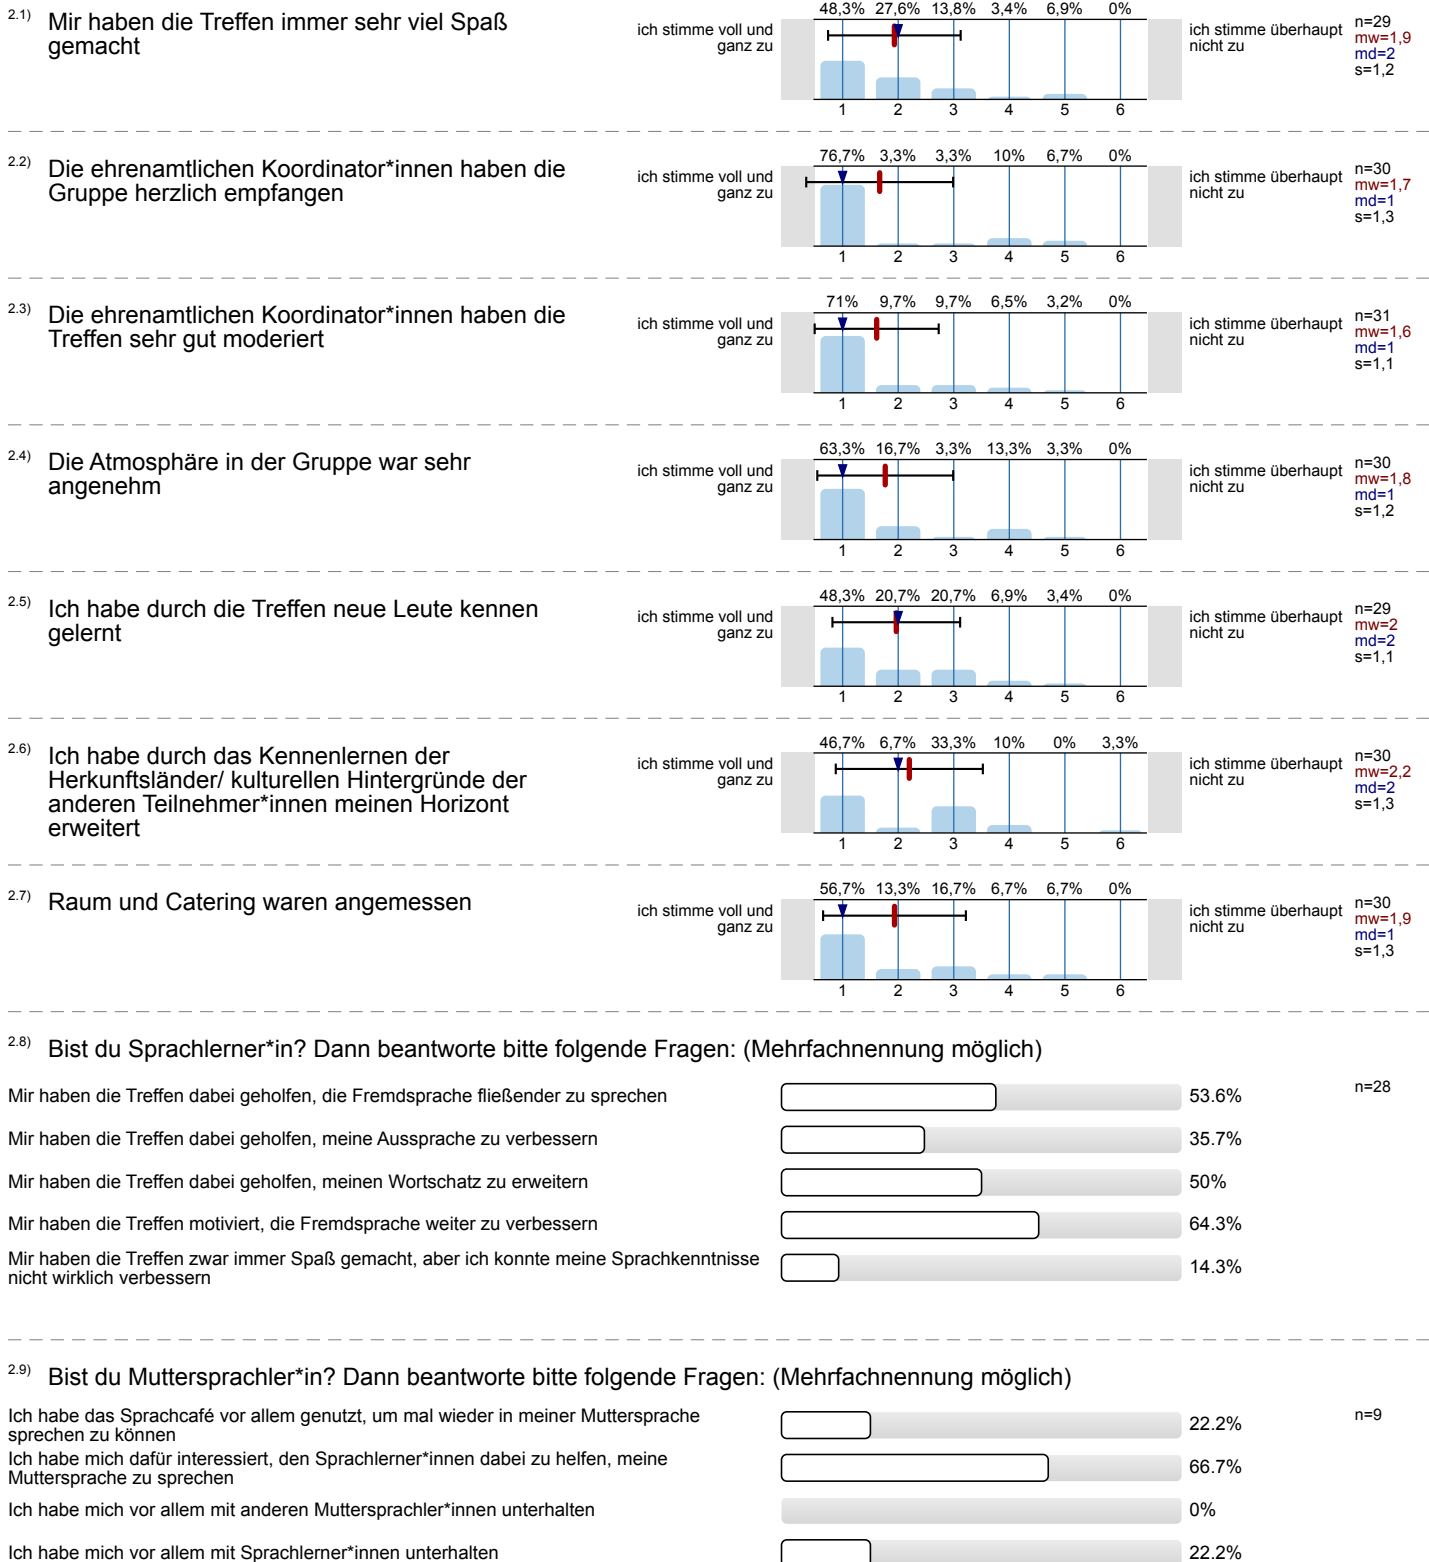 2.1) Mir haben die Treffen immer sehr viel Spaß
gemacht
ich stimme voll und
ganz zu
48,3% 27,6% 13,8% 3,4% 6,9% 0%
1 2 3 4 5 6
ich stimme überhaupt
nicht zu
n=29
mw=1,9
md=2
s=1,2
2.2) Die ehrenamtlichen Koordinator*innen haben die
Gruppe herzlich empfangen
ich stimme voll und
ganz zu
76,7% 3,3% 3,3% 10% 6,7% 0%
1 2 3 4 5 6
ich stimme überhaupt
nicht zu
n=30
mw=1,7
md=1
s=1,3
2.3) Die ehrenamtlichen Koordinator*innen haben die
Treffen sehr gut moderiert
ich stimme voll und
ganz zu
71% 9,7% 9,7% 6,5% 3,2% 0%
1 2 3 4 5 6
ich stimme überhaupt
nicht zu
n=31
mw=1,6
md=1
s=1,1
2.4) Die Atmosphäre in der Gruppe war sehr
angenehm
ich stimme voll und
ganz zu
63,3% 16,7% 3,3% 13,3% 3,3% 0%
1 2 3 4 5 6
ich stimme überhaupt
nicht zu
n=30
mw=1,8
md=1
s=1,2
2.5) Ich habe durch die Treffen neue Leute kennen
gelernt
ich stimme voll und
ganz zu
48,3% 20,7% 20,7% 6,9% 3,4% 0%
1 2 3 4 5 6
ich stimme überhaupt
nicht zu
n=29
mw=2
md=2
s=1,1
2.6) Ich habe durch das Kennenlernen der
Herkunftsländer/ kulturellen Hintergründe der
anderen Teilnehmer*innen meinen Horizont
erweitert
ich stimme voll und
ganz zu
46,7% 6,7% 33,3% 10% 0% 3,3%
1 2 3 4 5 6
ich stimme überhaupt
nicht zu
n=30
mw=2,2
md=2
s=1,3
2.7) Raum und Catering waren angemessen
ich stimme voll und
ganz zu
56,7% 13,3% 16,7% 6,7% 6,7% 0%
1 2 3 4 5 6
ich stimme überhaupt
nicht zu
n=30
mw=1,9
md=1
s=1,3
2.8) Bist du Sprachlerner*in? Dann beantworte bitte folgende Fragen: (Mehrfachnennung möglich)
Mir haben die Treffen dabei geholfen, die Fremdsprache fließender zu sprechen 53.6% n=28
Mir haben die Treffen dabei geholfen, meine Aussprache zu verbessern 35.7%
Mir haben die Treffen dabei geholfen, meinen Wortschatz zu erweitern 50%
Mir haben die Treffen motiviert, die Fremdsprache weiter zu verbessern 64.3%
Mir haben die Treffen zwar immer Spaß gemacht, aber ich konnte meine Sprachkenntnisse
nicht wirklich verbessern 14.3%
2.9) Bist du Muttersprachler*in? Dann beantworte bitte folgende Fragen: (Mehrfachnennung möglich)
Ich habe das Sprachcafé vor allem genutzt, um mal wieder in meiner Muttersprache
sprechen zu können 22.2% n=9
Ich habe mich dafür interessiert, den Sprachlerner*innen dabei zu helfen, meine
Muttersprache zu sprechen 66.7%
Ich habe mich vor allem mit anderen Muttersprachler*innen unterhalten 0%
Ich habe mich vor allem mit Sprachlerner*innen unterhalten 22.2%